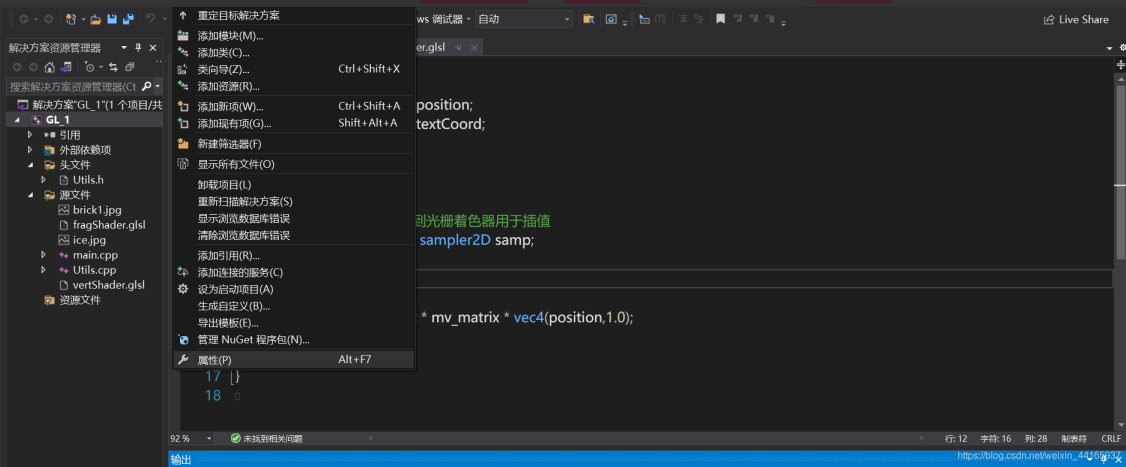 ws 调试器
自动
Live Share
解决方案资源管理器
搜索解决方案资源管理器(Ct
解决方案"GL_1"(1 个项目/共
GL_1
引用
外部依赖项
头文件
Utils.h
源文件
brick1.jpg
fragShader.glsl
ice.jpg
main.cpp
Utils.cpp
vertShader.glsl
资源文件
重定目标解决方案
添加模块(M)...
添加类(C)...
类向导(Z)... Ctrl+Shift+X
添加资源(R)...
添加新项(W)... Ctrl+Shift+A
添加现有项(G)... Shift+Alt+A
新建筛选器(F)
显示所有文件(O)
卸载项目(L)
重新扫描解决方案(S)
显示浏览数据库错误
清除浏览数据库错误
添加引用(R)...
添加连接的服务(C)
设为启动项目(A)
生成自定义(B)...
导出模板(E)...
管理 NuGet 程序包(N)...
属性(P) Alt+F7
er.glsl
position;
textCoord;
到光栅着色器用于插值
sampler2D samp;
* mv_matrix * vec4(position,1.0);
17 }
18
92 % 未找到相关问题 行: 12 字符: 16 列: 28 制表符 CRLF
输出
https://blog.csdn.net/weixin_44165937